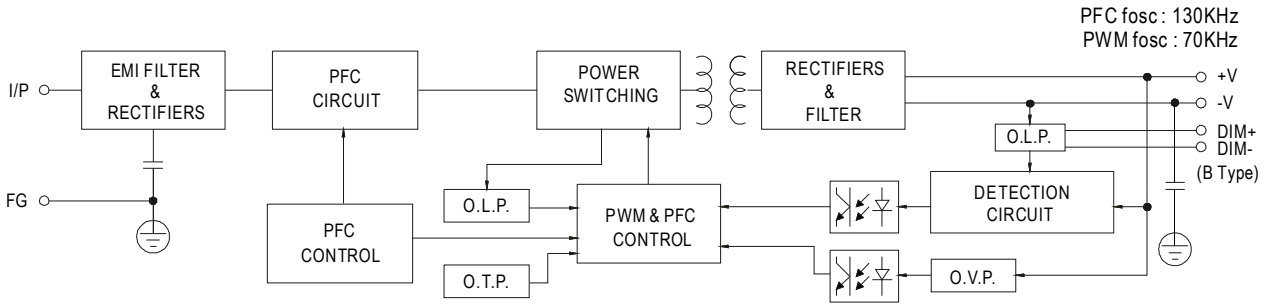 PFC fosc : 130KHz
PWM fosc : 70KHz
I/P
EMI FILTER
&
RECTIFIERS
PFC
CIRCUIT
POWER
SWITCHING
RECTIFIERS
&
FILTER
+V
-V
O.L.P.
DIM+
DIM-
(B Type)
FG
PFC
CONTROL
O.L.P.
O.T.P.
PWM & PFC
CONTROL
DETECTION
CIRCUIT
O.V.P.